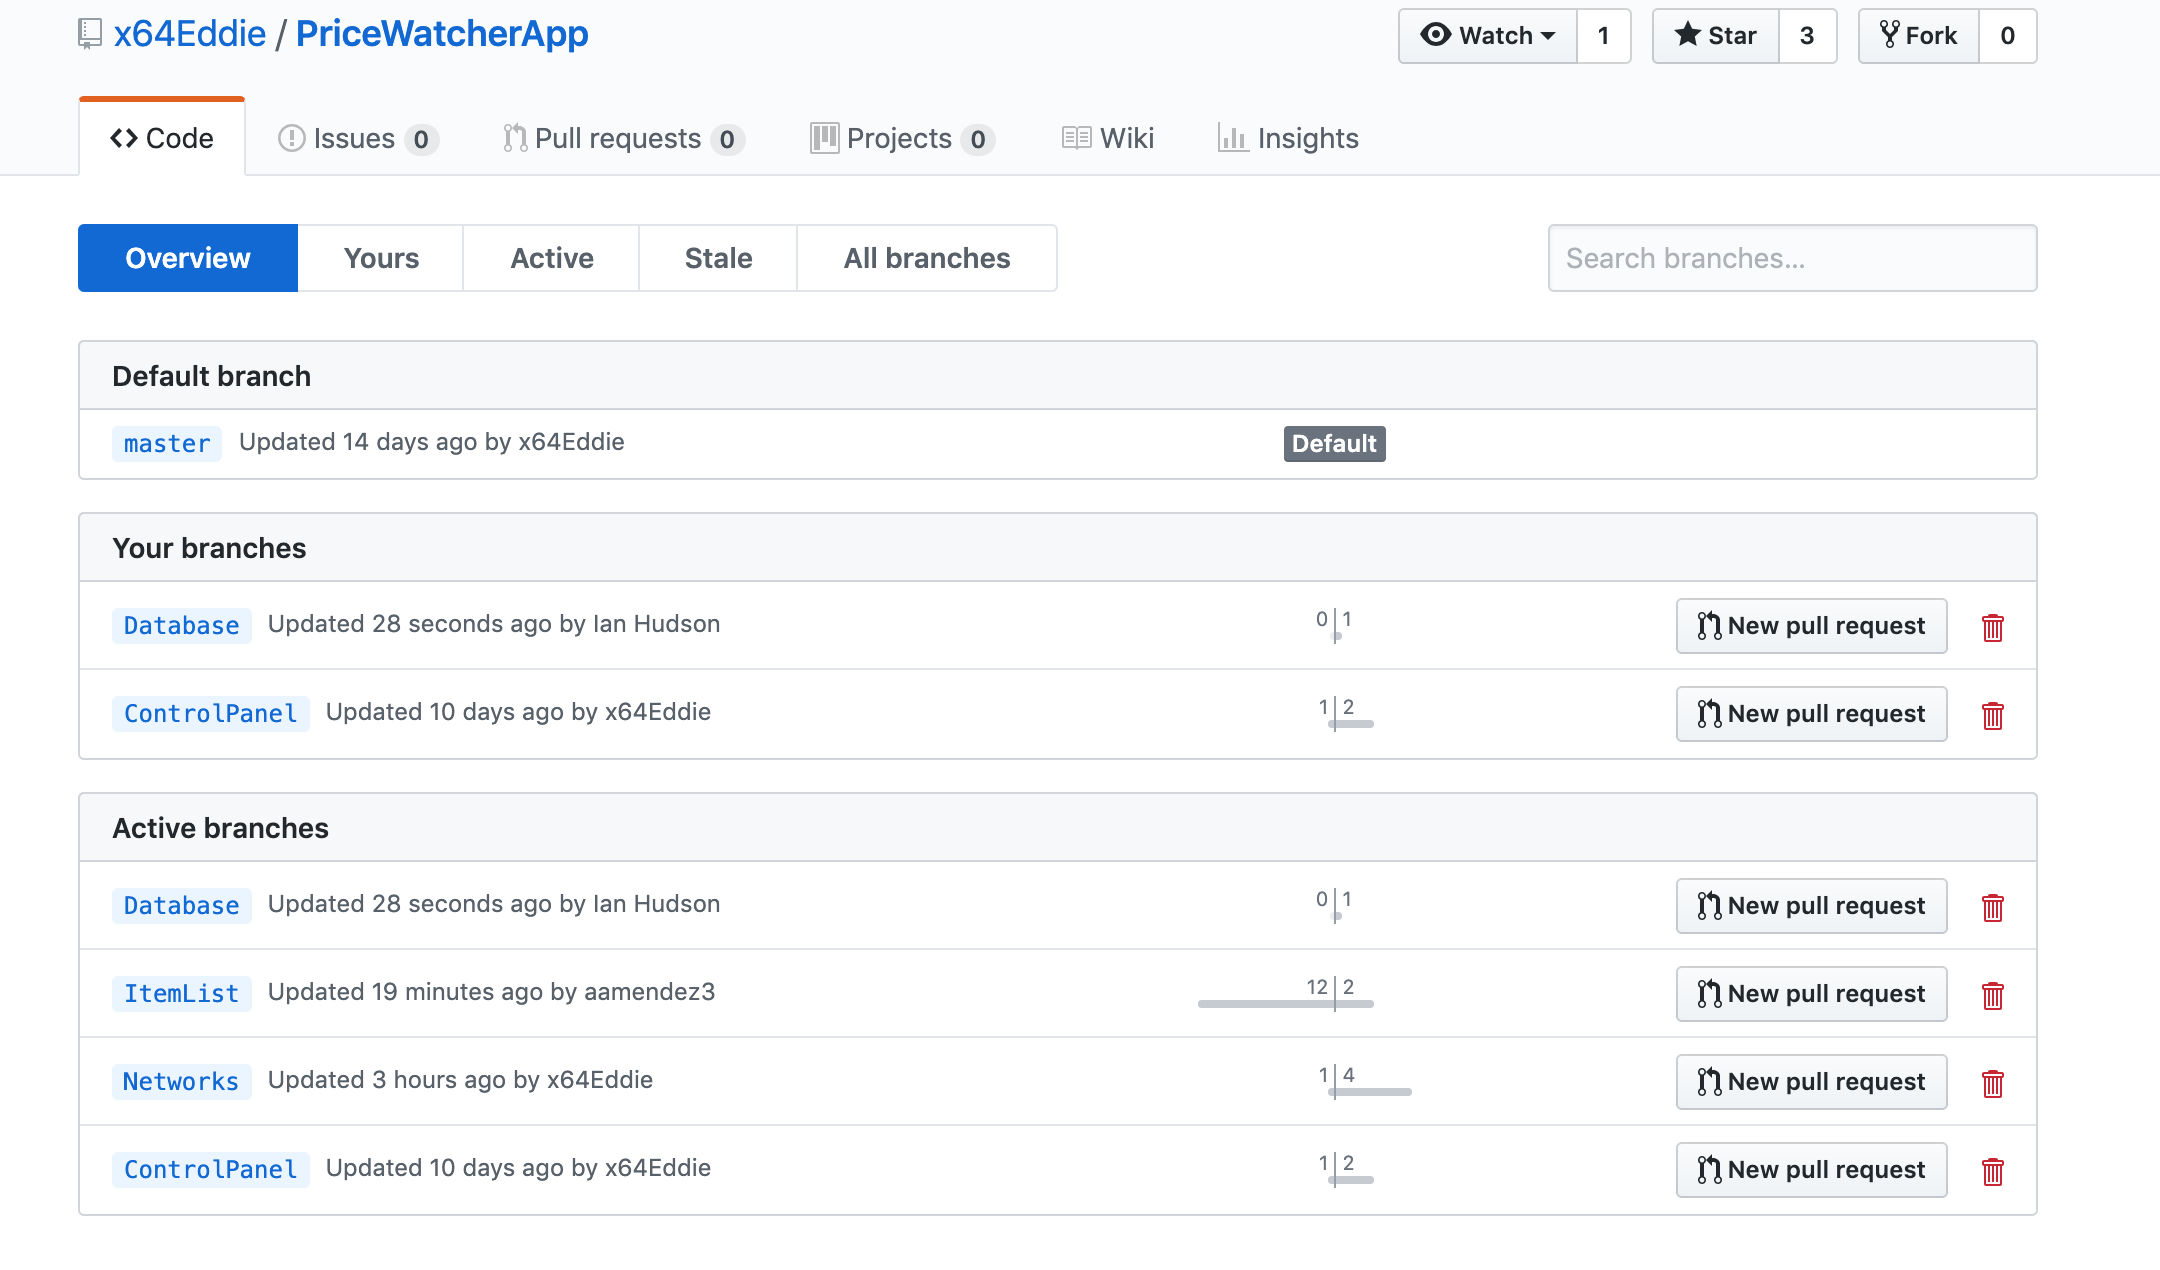 x64Eddie / PriceWatcherApp
Watch 1 Star 3 Fork 0
Code Issues 0 Pull requests 0 Projects 0 Wiki Insights
Overview Yours Active Stale All branches Search branches...
Default branch
master Updated 14 days ago by x64Eddie Default
Your branches
Database Updated 28 seconds ago by Ian Hudson 0 1 New pull request
ControlPanel Updated 10 days ago by x64Eddie 1 2 New pull request
Active branches
Database Updated 28 seconds ago by Ian Hudson 0 1 New pull request
ItemList Updated 19 minutes ago by aamendez3 12 2 New pull request
Networks Updated 3 hours ago by x64Eddie 1 4 New pull request
ControlPanel Updated 10 days ago by x64Eddie 1 2 New pull request